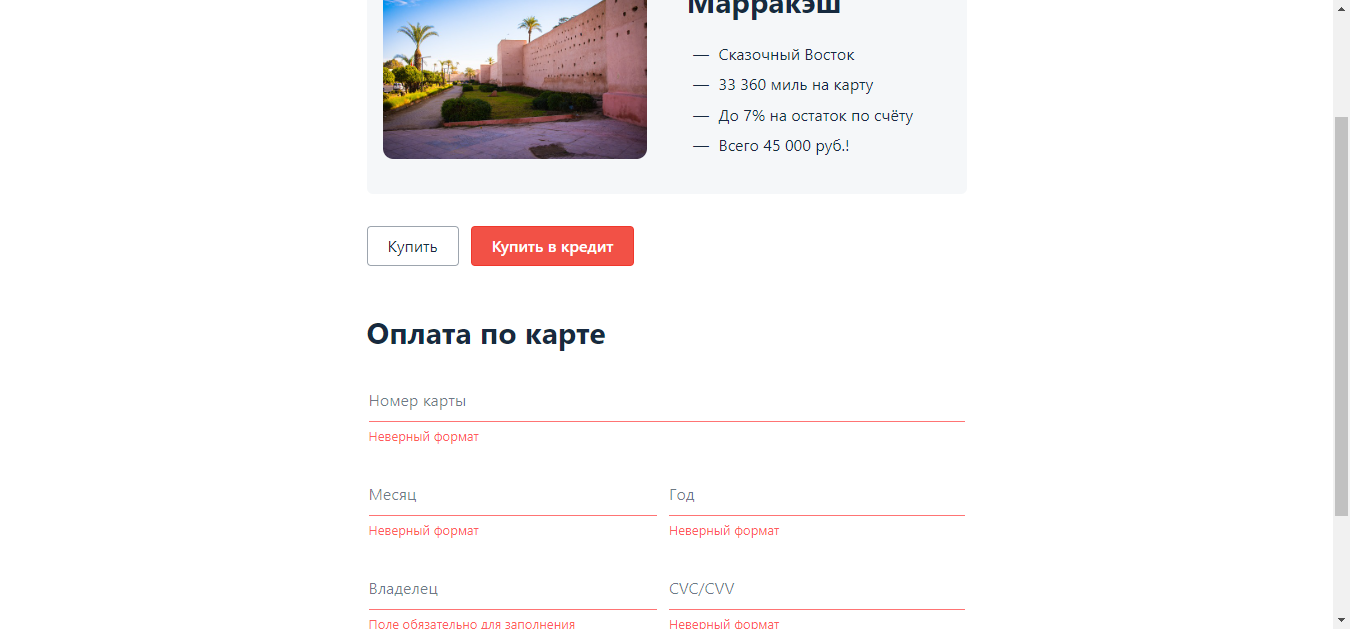 Марракэш
— Сказочный Восток
— 33 360 миль на карту
— До 7% на остаток по счёту
— Всего 45 000 руб.!
Купить
Купить в кредит
Оплата по карте
Номер карты
Неверный формат
Месяц
Год
Неверный формат
Неверный формат
Владелец
CVC/CVV
Поле обязательно для заполнения
Неверный формат